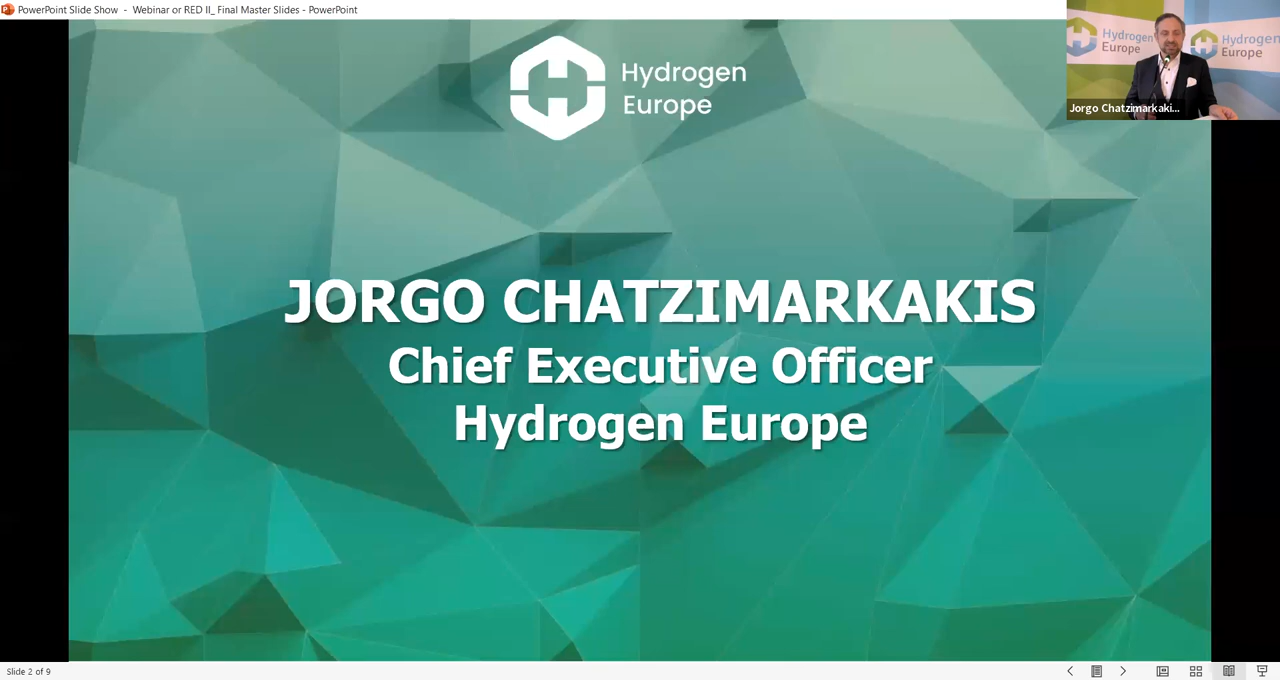 PowerPoint Slide Show - Webinar or RED II_ Final Master Slides - PowerPoint
Hydrogen
Europe
Hydrogen
Europe
Hydrogen
Europe
Jorgo Chatzimarkaki...
JORGO CHATZIMARKAKIS
Chief Executive Officer
Hydrogen Europe
Slide 2 of 9